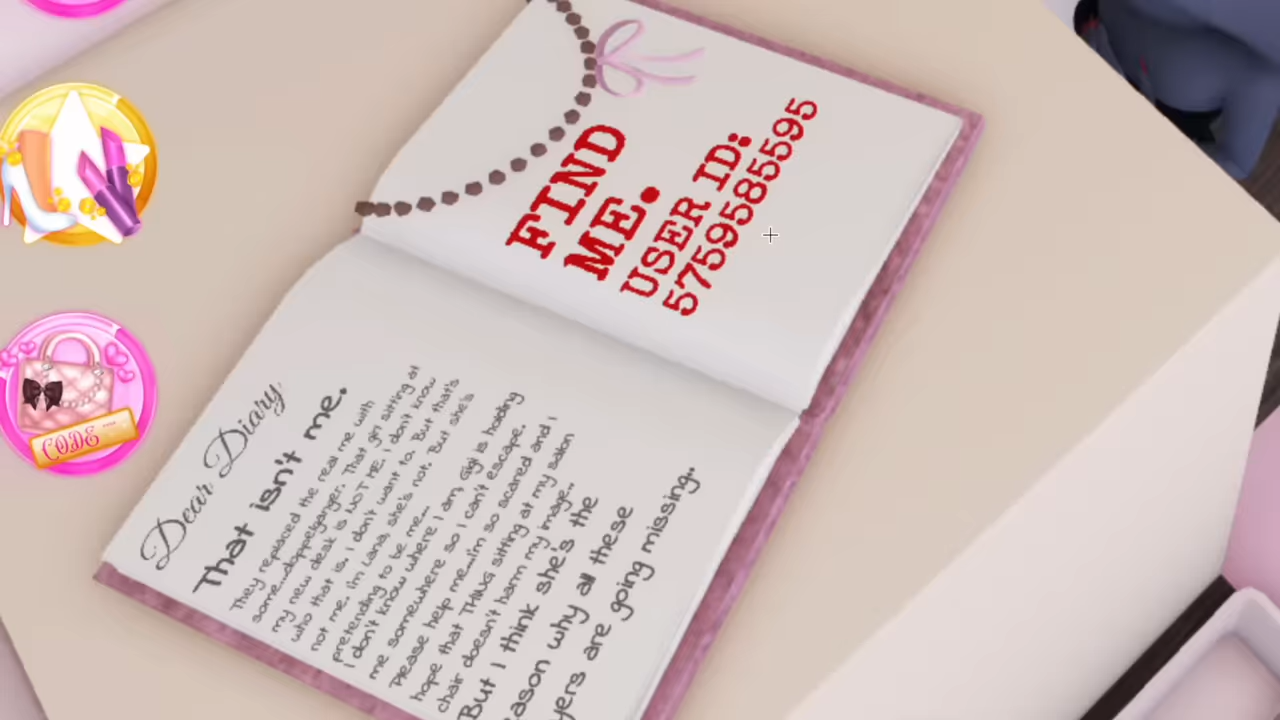 Dear Diary
That isn't me.
They replaced the real me with
some...doppelganger. That girl sitting at
my new desk is NOT ME. I don't know
who that is. I don't want to. But that's
not me. I'm Lana, she's not. But she's
pretending to be me...
I don't know where I am, Gigi is holding
me somewhere so I can't escape.
Please help me...I'm so scared and I
hope that THING sitting at my salon
chair doesn't harm my image..
But I think she's the
eason why all these
yers are going missing..
FIND
ME.
USER ID:
5759585595
CODE